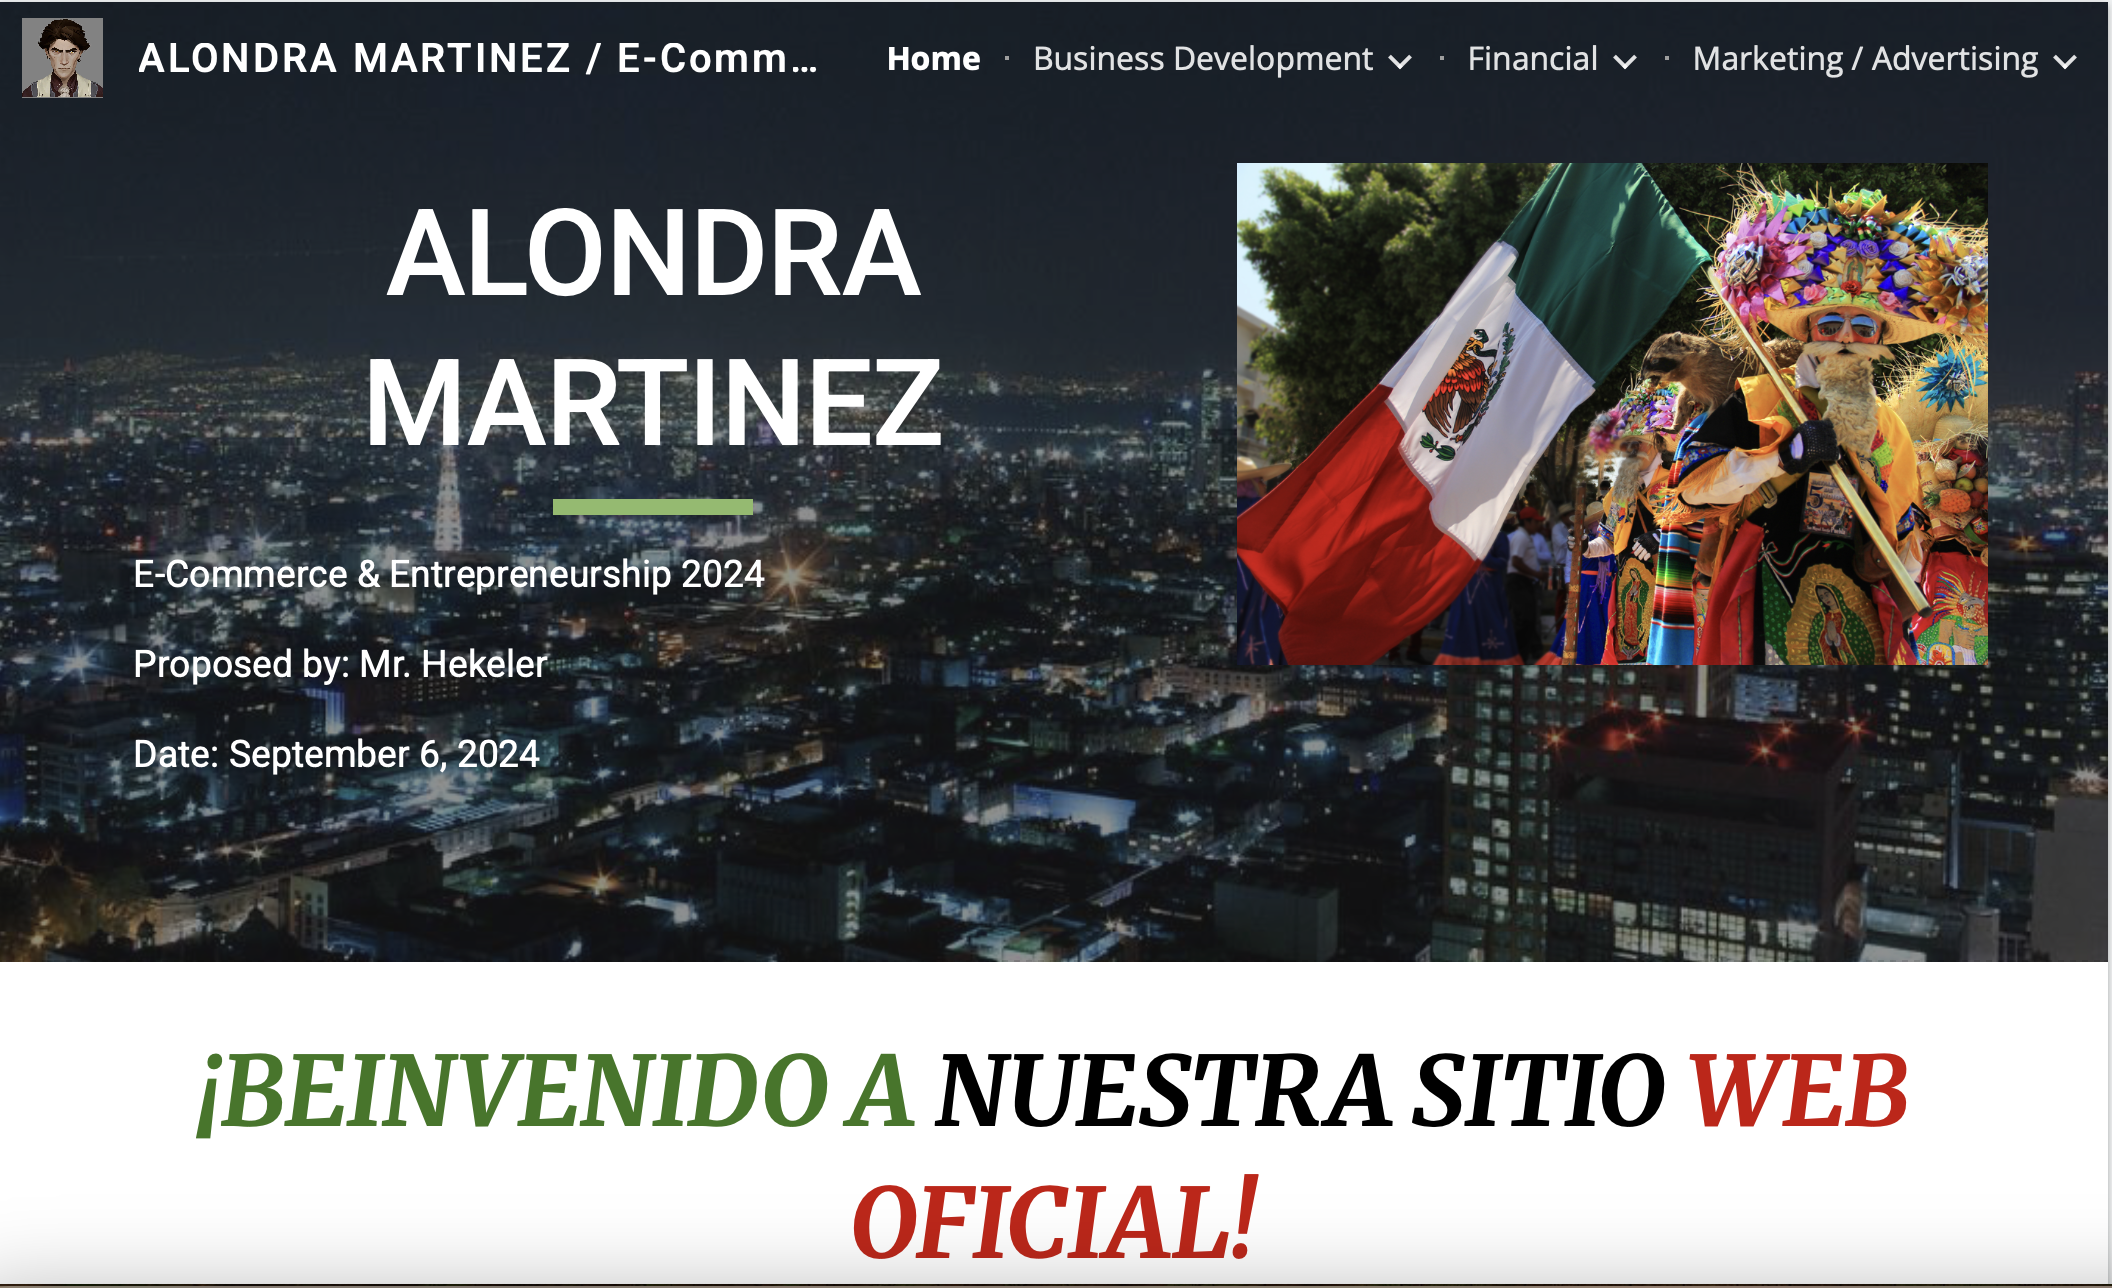 ALONDRA MARTINEZ / E-Comm...
Home · Business Development · Financial · Marketing / Advertising
ALONDRA
MARTINEZ
E-Commerce & Entrepreneurship 2024
Proposed by: Mr. Hekeler
Date: September 6, 2024
¡BEINVENIDO A NUESTRA SITIO WEB
OFICIAL!